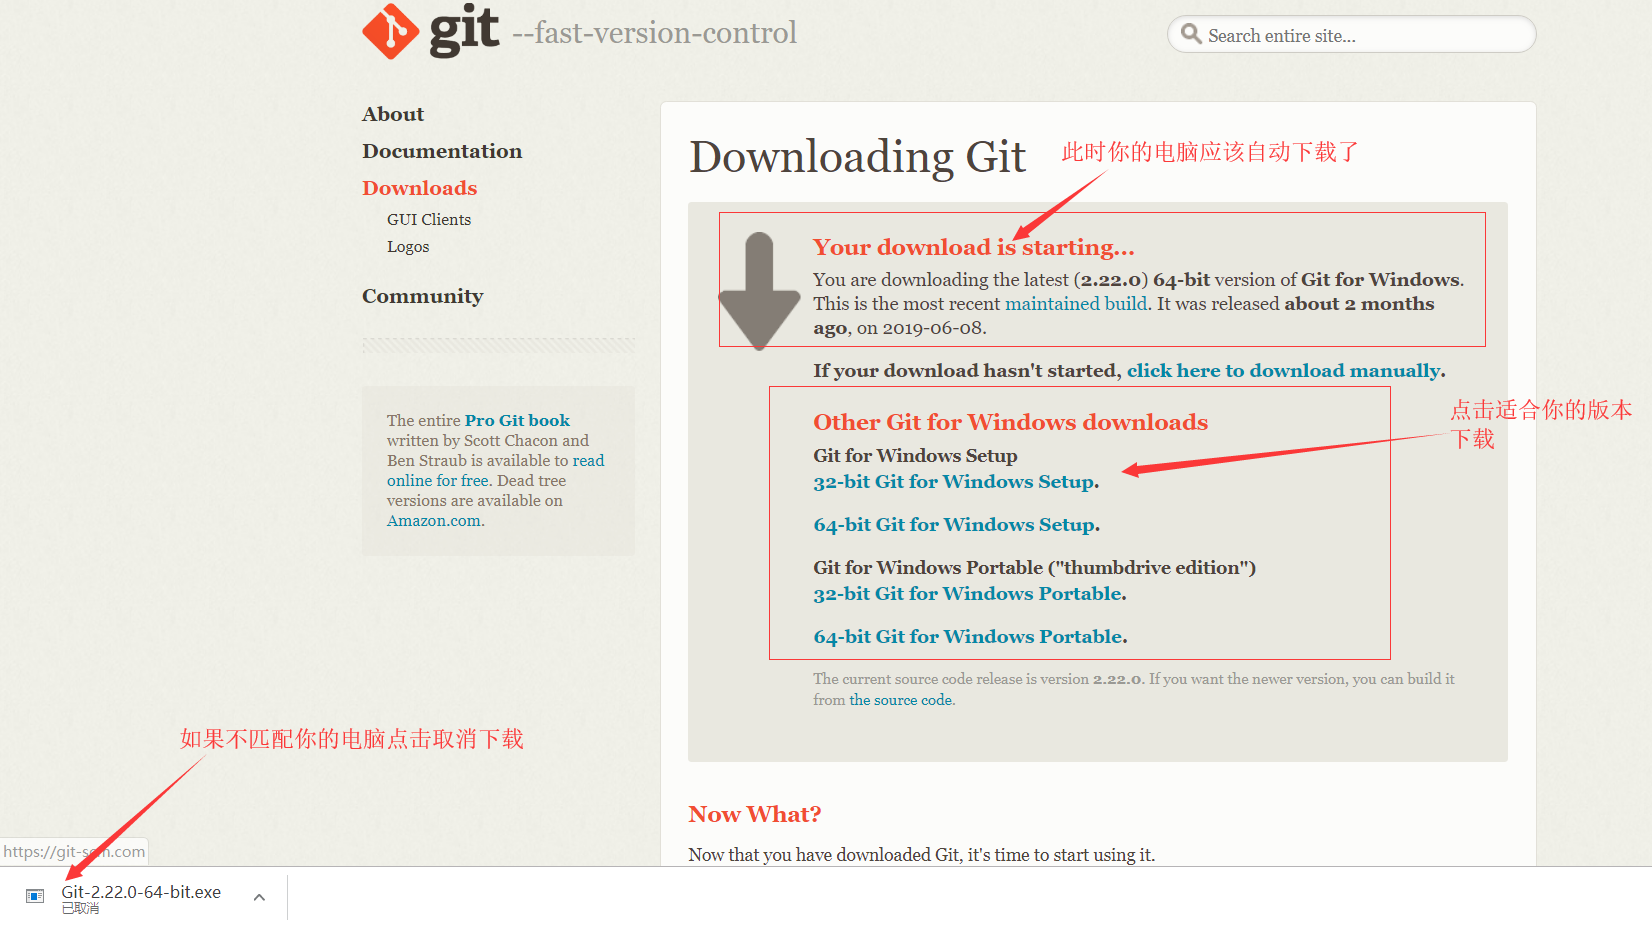 git --fast-version-control
Search entire site...
About
Documentation
Downloads
GUI Clients
Logos
Community
The entire Pro Git book
written by Scott Chacon and
Ben Straub is available to read
online for free. Dead tree
versions are available on
Amazon.com.
Downloading Git
此时你的电脑应该自动下载了
Your download is starting...
You are downloading the latest (2.22.0) 64-bit version of Git for Windows.
This is the most recent maintained build. It was released about 2 months
ago, on 2019-06-08.
If your download hasn't started, click here to download manually.
Other Git for Windows downloads
点击适合你的版本
下载
Git for Windows Setup
32-bit Git for Windows Setup.
64-bit Git for Windows Setup.
Git for Windows Portable ("thumbdrive edition")
32-bit Git for Windows Portable.
64-bit Git for Windows Portable.
The current source code release is version 2.22.0. If you want the newer version, you can build it
from the source code.
如果不匹配你的电脑点击取消下载
Now What?
Now that you have downloaded Git, it's time to start using it.
https://git-scm.com
Git-2.22.0-64-bit.exe
已取消